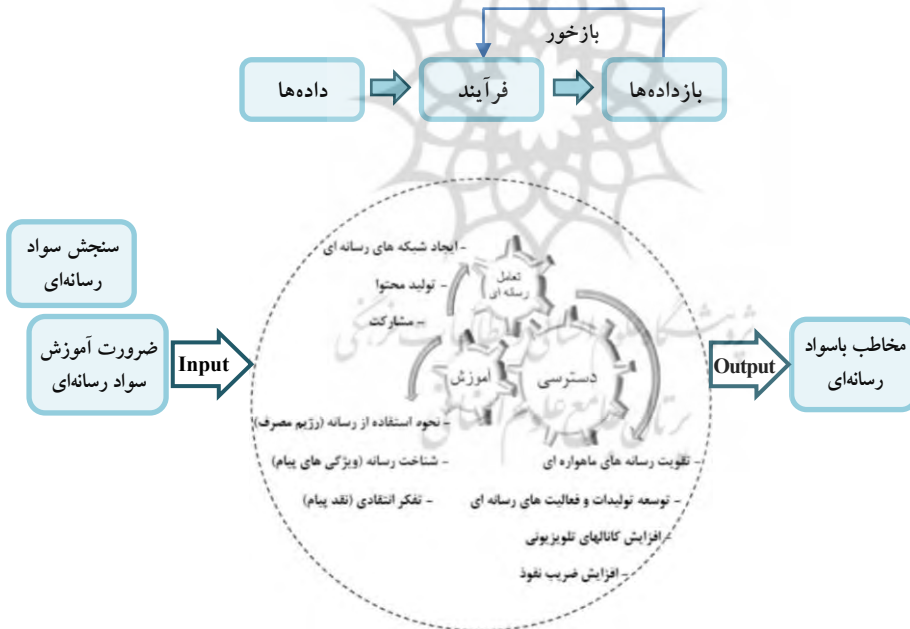 بازخور
داده‌ها
فرآیند
بازداده‌ها
سنجش سواد
رسانه‌ای
ضرورت آموزش
سواد رسانه‌ای
Input
- ایجاد شبکه های رسانه ای
- تولید محتوا
- مشارکت
تعامل
رسانه ای
آموزش
دسترسی
- نحوه استفاده از رسانه (رژیم مصرف)
- شناخت رسانه (ویژگی های پیام)
- تفکر انتقادی (نقد پیام)
- تقویت رسانه های ماهواره ای
- توسعه تولیدات و فعالیت های رسانه ای
- افزایش کانالهای تلویزیونی
- افزایش ضریب نفوذ
Output
مخاطب باسواد
رسانه‌ای